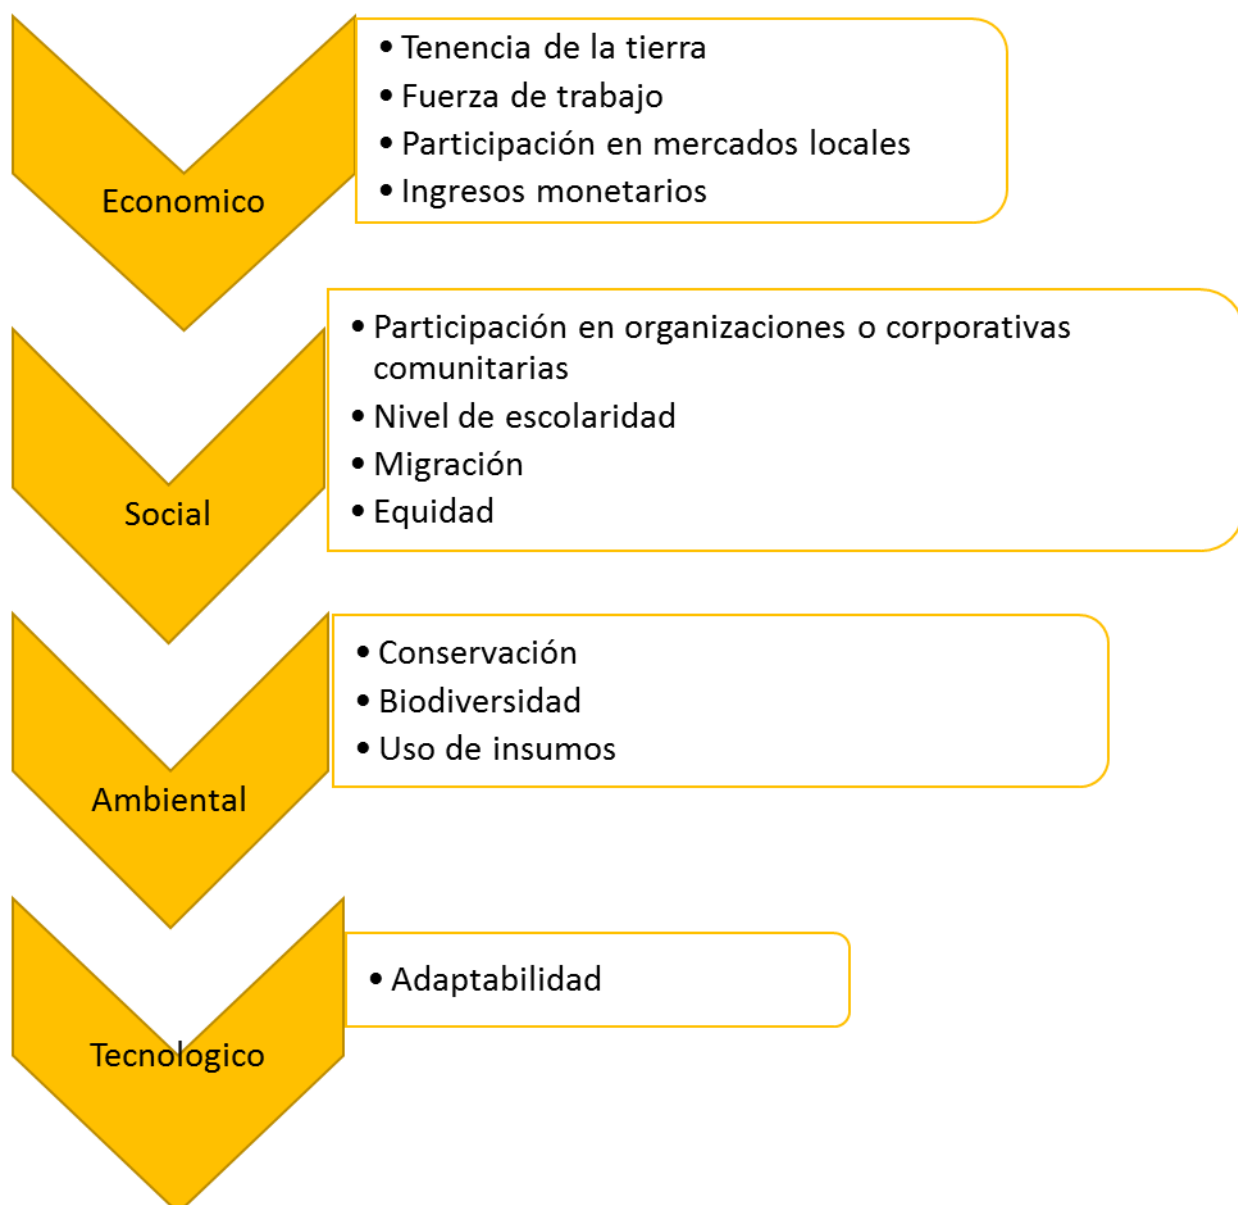 Economico
• Tenencia de la tierra
• Fuerza de trabajo
• Participación en mercados locales
• Ingresos monetarios
Social
• Participación en organizaciones o corporativas
comunitarias
• Nivel de escolaridad
• Migración
• Equidad
Ambiental
• Conservación
• Biodiversidad
• Uso de insumos
Tecnologico
• Adaptabilidad